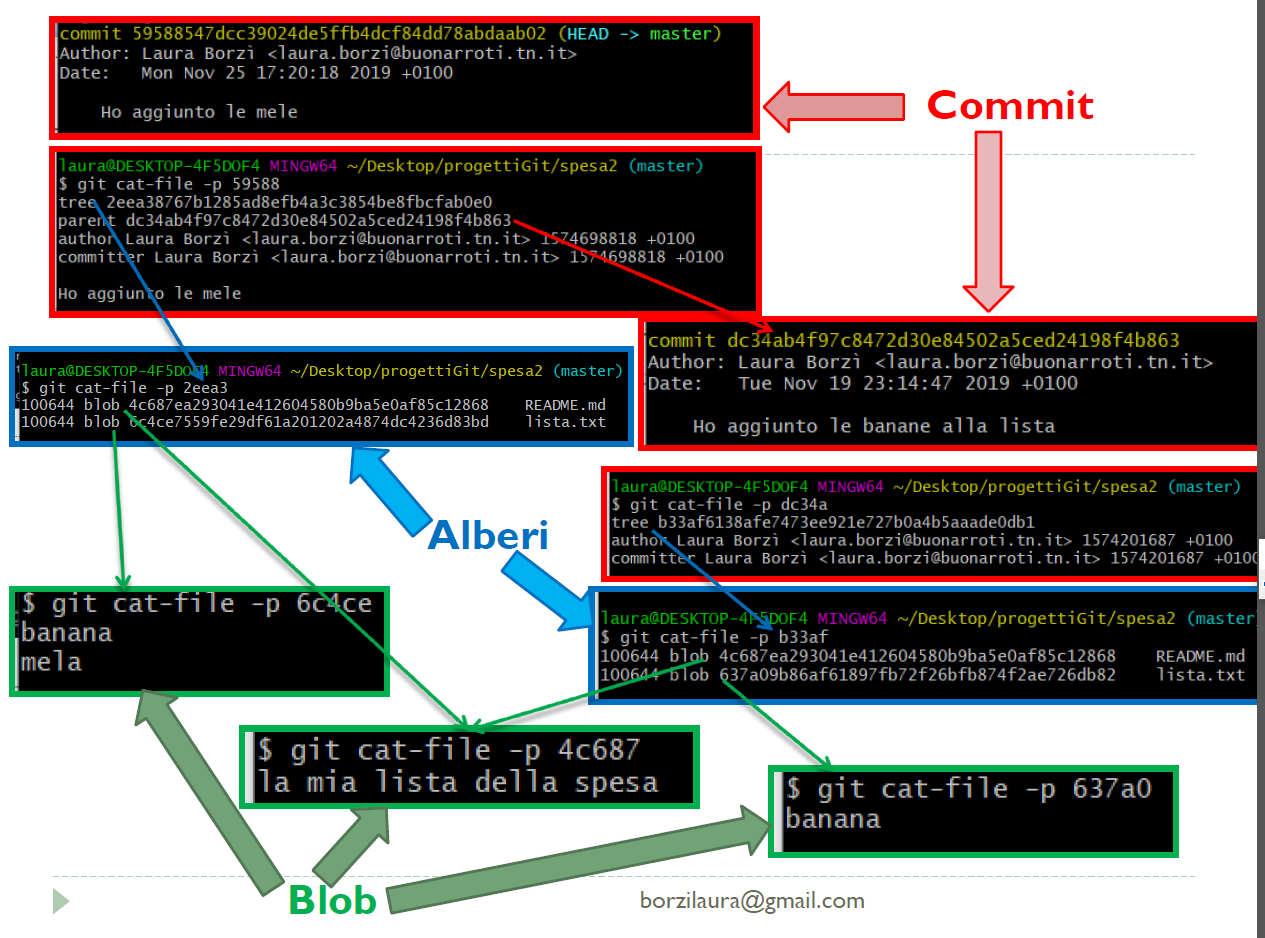 commit 59588547dcc39024de5ffb4dcf84dd78abdaab02 (HEAD -> master)
Author: Laura Borzì <laura.borzi@buonarroti.tn.it>
Date:   Mon Nov 25 17:20:18 2019 +0100
Ho aggiunto le mele
Commit
laura@DESKTOP-4F5DOF4 MINGW64 ~/Desktop/progettiGit/spesa2 (master)
$ git cat-file -p 59588
tree 2eea38767b1285ad8efb4a3c3854be8fbcfab0e0
parent dc34ab4f97c8472d30e84502a5ced24198f4b863
author Laura Borzì <laura.borzi@buonarroti.tn.it> 1574698818 +0100
committer Laura Borzì <laura.borzi@buonarroti.tn.it> 1574698818 +0100
Ho aggiunto le mele
commit dc34ab4f97c8472d30e84502a5ced24198f4b863
Author: Laura Borzì <laura.borzi@buonarroti.tn.it>
Date:   Tue Nov 19 23:14:47 2019 +0100
Ho aggiunto le banane alla lista
laura@DESKTOP-4F5DOF4 MINGW64 ~/Desktop/progettiGit/spesa2 (master)
$ git cat-file -p 2eea3
100644 blob 4c687ea293041e412604580b9ba5e0af85c12868    README.md
100644 blob 6c4ce7559fe29df61a201202a4874dc4236d83bd    lista.txt
laura@DESKTOP-4F5DOF4 MINGW64 ~/Desktop/progettiGit/spesa2 (master)
$ git cat-file -p dc34a
tree b33af6138afe7473ee921e727b0a4b5aaade0db1
author Laura Borzì <laura.borzi@buonarroti.tn.it> 1574201687 +0100
committer Laura Borzì <laura.borzi@buonarroti.tn.it> 1574201687 +0100
Alberi
$ git cat-file -p 6c4ce
banana
mela
laura@DESKTOP-4F5DOF4 MINGW64 ~/Desktop/progettiGit/spesa2 (master
$ git cat-file -p b33af
100644 blob 4c687ea293041e412604580b9ba5e0af85c12868    README.md
100644 blob 637a09b86af61897fb72f26bfb874f2ae726db82    lista.txt
$ git cat-file -p 4c687
la mia lista della spesa
$ git cat-file -p 637a0
banana
Blob
borzilaura@gmail.com